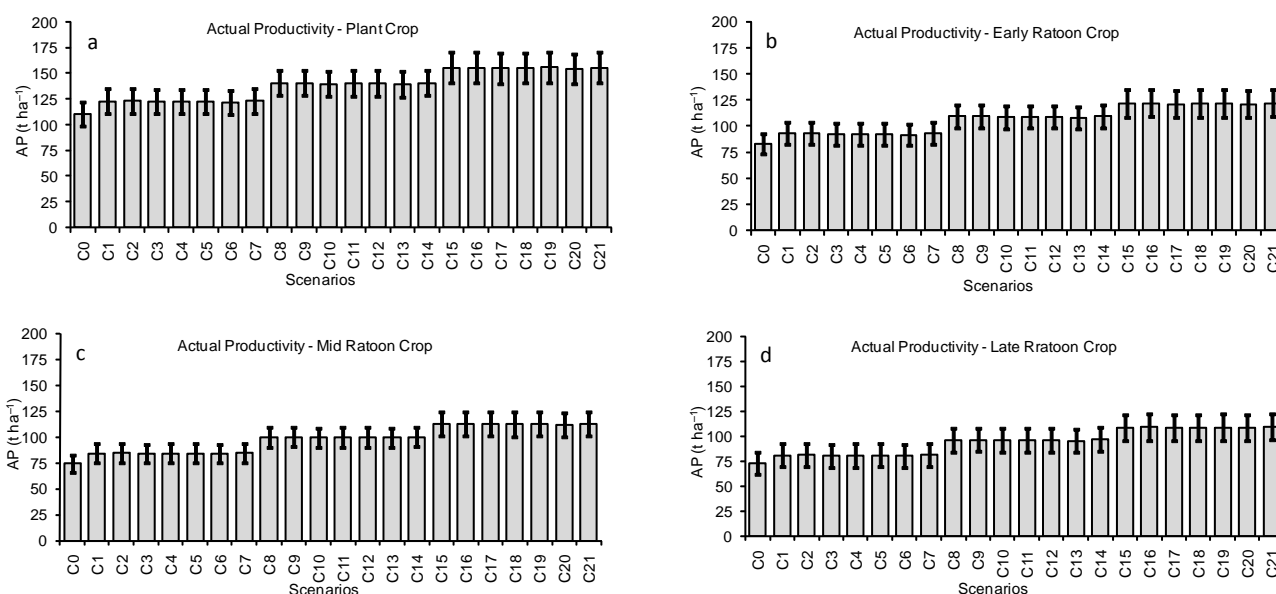 a
Actual Productivity - Plant Crop
AP (t ha⁻¹)
200
175
150
125
100
75
50
25
0
C0 C1 C2 C3 C4 C5 C6 C7 C8 C9 C10 C11 C12 C13 C14 C15 C16 C17 C18 C19 C20 C21
Scenarios
b
Actual Productivity - Early Ratoon Crop
AP (t ha⁻¹)
200
175
150
125
100
75
50
25
0
C0 C1 C2 C3 C4 C5 C6 C7 C8 C9 C10 C11 C12 C13 C14 C15 C16 C17 C18 C19 C20 C21
Scenarios
c
Actual Productivity - Mid Ratoon Crop
AP (t ha⁻¹)
200
175
150
125
100
75
50
25
0
C0 C1 C2 C3 C4 C5 C6 C7 C8 C9 C10 C11 C12 C13 C14 C15 C16 C17 C18 C19 C20 C21
Scenarios
d
Actual Productivity - Late Rratoon Crop
AP (t ha⁻¹)
200
175
150
125
100
75
50
25
0
C0 C1 C2 C3 C4 C5 C6 C7 C8 C9 C10 C11 C12 C13 C14 C15 C16 C17 C18 C19 C20 C21
Scenarios